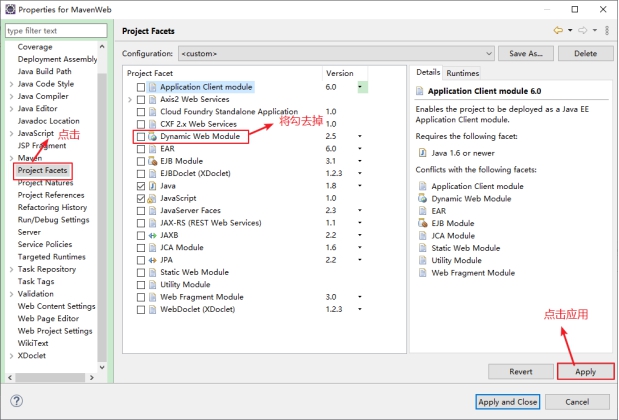 Properties for MavenWeb
type filter text
Coverage
Deployment Assembly
Java Build Path
Java Code Style
Java Compiler
Java Editor
Javadoc Location
JavaScript
JSP Fragment
Maven
Project Facets
Project Natures
Project References
Refactoring History
Run/Debug Settings
Server
Service Policies
Targeted Runtimes
Task Repository
Task Tags
Validation
Web Content Settings
Web Page Editor
Web Project Settings
WikiText
XDoclet
点击
Project Facets
Configuration: <custom> Save As... Delete
Project Facet Version
Application Client module 6.0
Axis2 Web Services
Cloud Foundry Standalone Application 1.0
CXF 2.x Web Services 1.0
Dynamic Web Module 2.5
EAR 6.0
EJB Module 3.1
EJBDoclet (XDoclet) 1.2.3
Java 1.8
JavaScript 1.0
JavaServer Faces 2.3
JAX-RS (REST Web Services) 1.1
JAXB 2.2
JCA Module 1.6
JPA 2.2
Static Web Module
Utility Module
Web Fragment Module 3.0
WebDoclet (XDoclet) 1.2.3
将勾去掉
Details Runtimes
Application Client module 6.0
Enables the project to be deployed as a Java EE
Application Client module.
Requires the following facet:
Java 1.6 or newer
Conflicts with the following facets:
Application Client module
Dynamic Web Module
EAR
EJB Module
JCA Module
Static Web Module
Utility Module
Web Fragment Module
点击应用
Revert Apply
Apply and Close Cancel